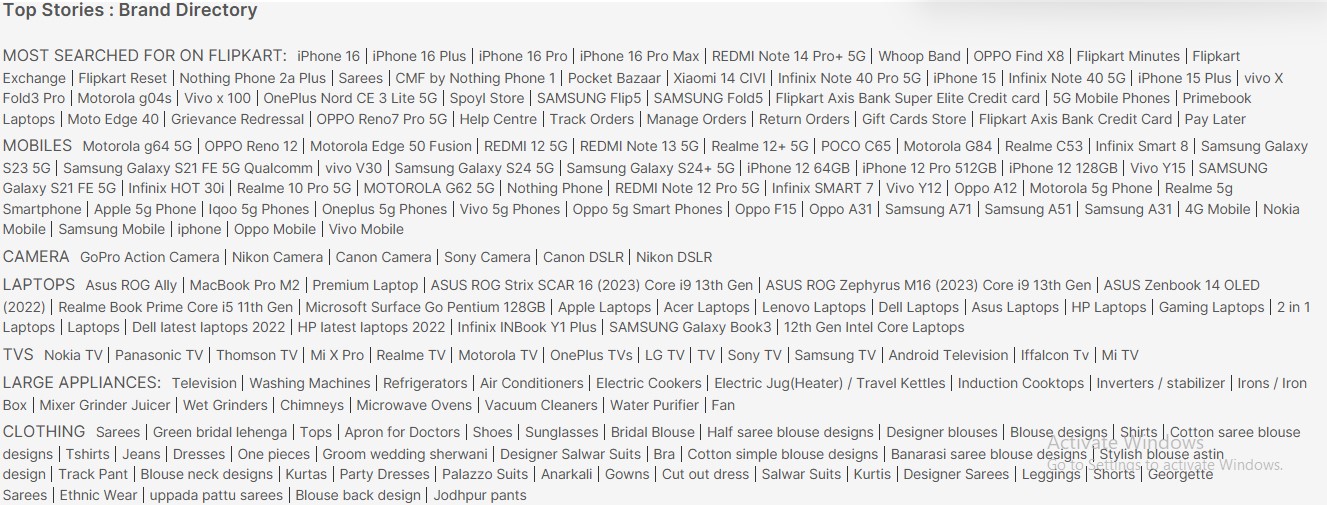 Top Stories : Brand Directory
MOST SEARCHED FOR ON FLIPKART: iPhone 16 | iPhone 16 Plus | iPhone 16 Pro | iPhone 16 Pro Max | REDMI Note 14 Pro+ 5G | Whoop Band | OPPO Find X8 | Flipkart Minutes | Flipkart
Exchange | Flipkart Reset | Nothing Phone 2a Plus | Sarees | CMF by Nothing Phone 1 | Pocket Bazaar | Xiaomi 14 CIVI | Infinix Note 40 Pro 5G | iPhone 15 | Infinix Note 40 5G | iPhone 15 Plus | vivo X
Fold3 Pro | Motorola g04s | Vivo x 100 | OnePlus Nord CE 3 Lite 5G | Spoyl Store | SAMSUNG Flip5 | SAMSUNG Fold5 | Flipkart Axis Bank Super Elite Credit card | 5G Mobile Phones | Primebook
Laptops | Moto Edge 40 | Grievance Redressal | OPPO Reno7 Pro 5G | Help Centre | Track Orders | Manage Orders | Return Orders | Gift Cards Store | Flipkart Axis Bank Credit Card | Pay Later
MOBILES Motorola g64 5G | OPPO Reno 12 | Motorola Edge 50 Fusion | REDMI 12 5G | REDMI Note 13 5G | Realme 12+ 5G | POCO C65 | Motorola G84 | Realme C53 | Infinix Smart 8 | Samsung Galaxy
S23 5G | Samsung Galaxy S21 FE 5G Qualcomm | vivo V30 | Samsung Galaxy S24 5G | Samsung Galaxy S24+ 5G | iPhone 12 64GB | iPhone 12 Pro 512GB | iPhone 12 128GB | Vivo Y15 | SAMSUNG
Galaxy S21 FE 5G | Infinix HOT 30i | Realme 10 Pro 5G | MOTOROLA G62 5G | Nothing Phone | REDMI Note 12 Pro 5G | Infinix SMART 7 | Vivo Y12 | Oppo A12 | Motorola 5g Phone | Realme 5g
Smartphone | Apple 5g Phone | Iqoo 5g Phones | Oneplus 5g Phones | Vivo 5g Phones | Oppo 5g Smart Phones | Oppo F15 | Oppo A31 | Samsung A71 | Samsung A51 | Samsung A31 | 4G Mobile | Nokia
Mobile | Samsung Mobile | iphone | Oppo Mobile | Vivo Mobile
CAMERA GoPro Action Camera | Nikon Camera | Canon Camera | Sony Camera | Canon DSLR | Nikon DSLR
LAPTOPS Asus ROG Ally | MacBook Pro M2 | Premium Laptop | ASUS ROG Strix SCAR 16 (2023) Core i9 13th Gen | ASUS ROG Zephyrus M16 (2023) Core i9 13th Gen | ASUS Zenbook 14 OLED
(2022) | Realme Book Prime Core i5 11th Gen | Microsoft Surface Go Pentium 128GB | Apple Laptops | Acer Laptops | Lenovo Laptops | Dell Laptops | Asus Laptops | HP Laptops | Gaming Laptops | 2 in 1
Laptops | Laptops | Dell latest laptops 2022 | HP latest laptops 2022 | Infinix INBook Y1 Plus | SAMSUNG Galaxy Book3 | 12th Gen Intel Core Laptops
TVS Nokia TV | Panasonic TV | Thomson TV | Mi X Pro | Realme TV | Motorola TV | OnePlus TVs | LG TV | TV | Sony TV | Samsung TV | Android Television | Iffalcon Tv | Mi TV
LARGE APPLIANCES: Television | Washing Machines | Refrigerators | Air Conditioners | Electric Cookers | Electric Jug(Heater) / Travel Kettles | Induction Cooktops | Inverters / stabilizer | Irons / Iron
Box | Mixer Grinder Juicer | Wet Grinders | Chimneys | Microwave Ovens | Vacuum Cleaners | Water Purifier | Fan
CLOTHING Sarees | Green bridal lehenga | Tops | Apron for Doctors | Shoes | Sunglasses | Bridal Blouse | Half saree blouse designs | Designer blouses | Blouse designs | Shirts | Cotton saree blouse
designs | Tshirts | Jeans | Dresses | One pieces | Groom wedding sherwani | Designer Salwar Suits | Bra | Cotton simple blouse designs | Banarasi saree blouse designs | Stylish blouse astin
design | Track Pant | Blouse neck designs | Kurtas | Party Dresses | Palazzo Suits | Anarkali | Gowns | Cut out dress | Salwar Suits | Kurtis | Designer Sarees | Leggings | Shorts | Georgette
Sarees | Ethnic Wear | uppada pattu sarees | Blouse back design | Jodhpur pants
Activate Windows
Go to Settings to activate Windows.